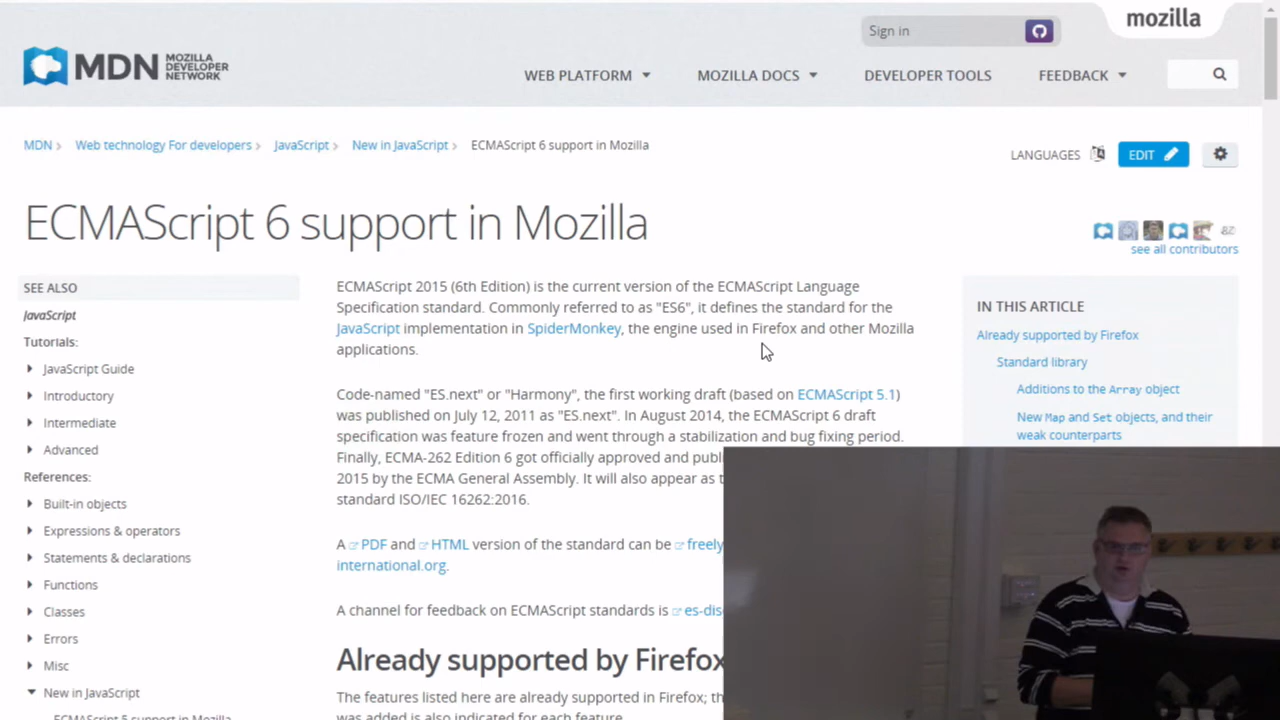 mozilla
Sign in
MDN MOZILLA
DEVELOPER
NETWORK
WEB PLATFORM
MOZILLA DOCS
DEVELOPER TOOLS
FEEDBACK
MDN
Web technology For developers
JavaScript
New in JavaScript
ECMAScript 6 support in Mozilla
LANGUAGES
EDIT
ECMAScript 6 support in Mozilla
see all contributors
SEE ALSO
JavaScript
Tutorials:
JavaScript Guide
Introductory
Intermediate
Advanced
References:
Built-in objects
Expressions & operators
Statements & declarations
Functions
Classes
Errors
Misc
New in JavaScript
ECMAScript 5 support in Mozilla
ECMAScript 2015 (6th Edition) is the current version of the ECMAScript Language
Specification standard. Commonly referred to as "ES6", it defines the standard for the
JavaScript implementation in SpiderMonkey, the engine used in Firefox and other Mozilla
applications.
Code-named "ES.next" or "Harmony", the first working draft (based on ECMAScript 5.1)
was published on July 12, 2011 as "ES.next". In August 2014, the ECMAScript 6 draft
specification was feature frozen and went through a stabilization and bug fixing period.
Finally, ECMA-262 Edition 6 got officially approved and publ
2015 by the ECMA General Assembly. It will also appear as t
standard ISO/IEC 16262:2016.
A PDF and HTML version of the standard can be freely
international.org.
A channel for feedback on ECMAScript standards is es-dis
Already supported by Firefox
The features listed here are already supported in Firefox; th
was added is also indicated for each feature.
IN THIS ARTICLE
Already supported by Firefox
Standard library
Additions to the Array object
New Map and Set objects, and their
weak counterparts